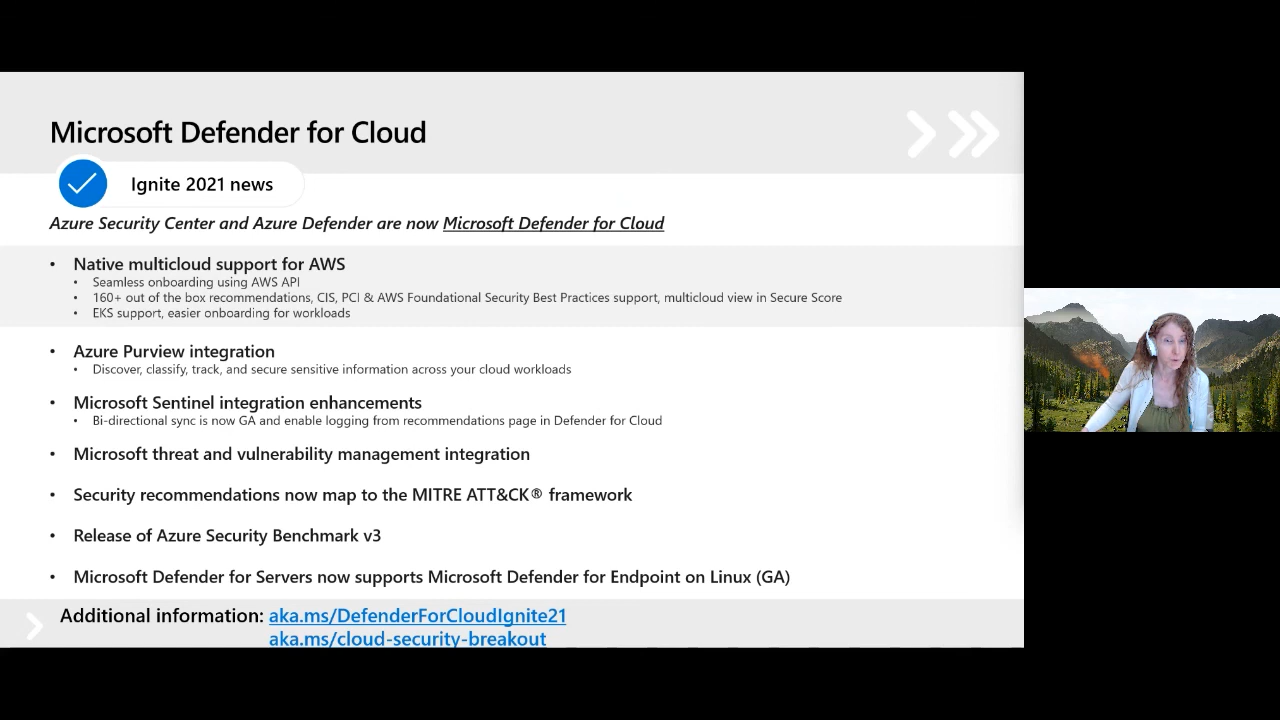 Microsoft Defender for Cloud
Ignite 2021 news
Azure Security Center and Azure Defender are now Microsoft Defender for Cloud
• Native multicloud support for AWS
• Seamless onboarding using AWS API
• 160+ out of the box recommendations, CIS, PCI & AWS Foundational Security Best Practices support, multicloud view in Secure Score
• EKS support, easier onboarding for workloads
• Azure Purview integration
• Discover, classify, track, and secure sensitive information across your cloud workloads
• Microsoft Sentinel integration enhancements
• Bi-directional sync is now GA and enable logging from recommendations page in Defender for Cloud
• Microsoft threat and vulnerability management integration
• Security recommendations now map to the MITRE ATT&CK® framework
• Release of Azure Security Benchmark v3
• Microsoft Defender for Servers now supports Microsoft Defender for Endpoint on Linux (GA)
Additional information: aka.ms/DefenderForCloudIgnite21
aka.ms/cloud-security-breakout